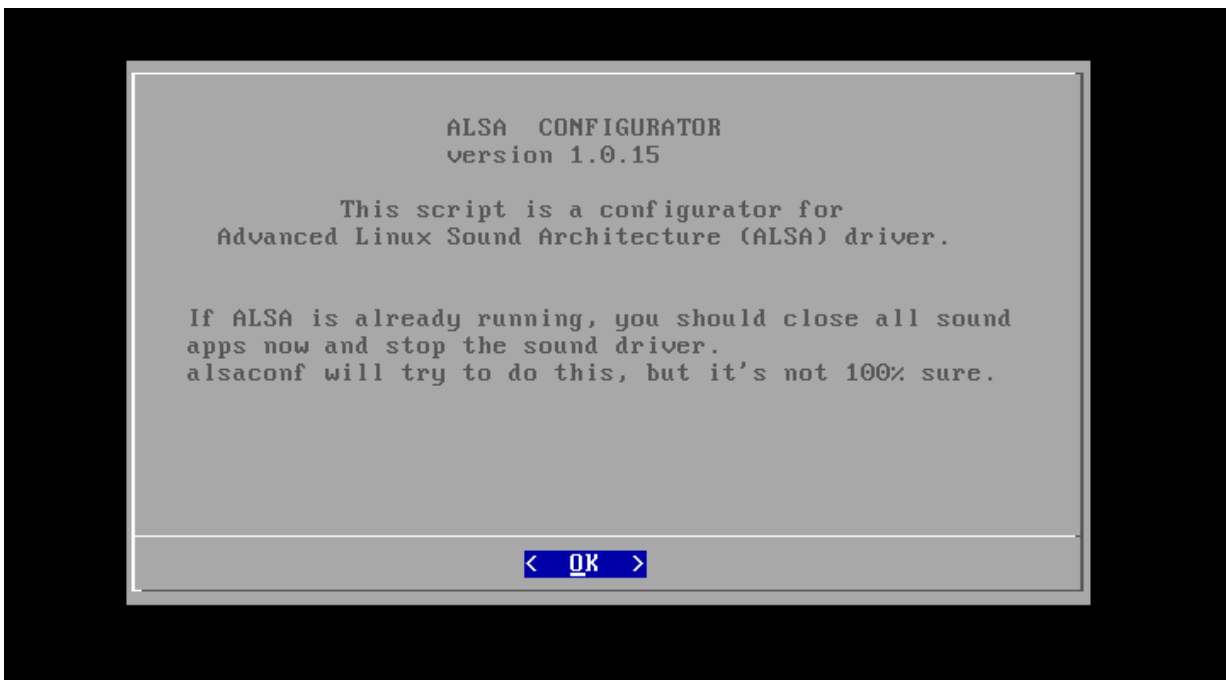 ALSA CONFIGURATOR
version 1.0.15
This script is a configurator for
Advanced Linux Sound Architecture (ALSA) driver.
If ALSA is already running, you should close all sound
apps now and stop the sound driver.
alsaconf will try to do this, but it's not 100% sure.
< OK >